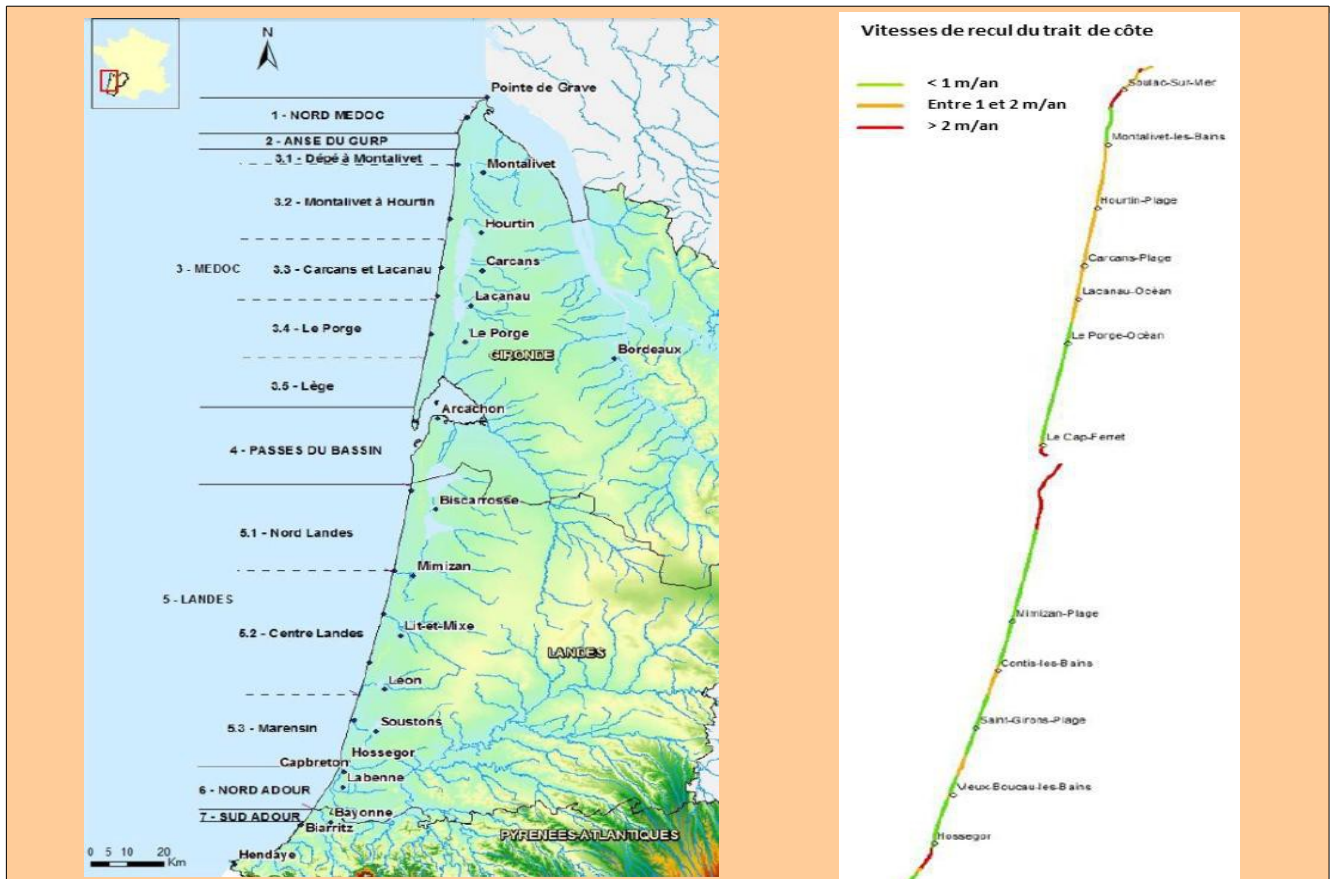 N
Pointe de Grave
1 - NORD MEDOC
2 - ANSE DU GURP
3.1 - Dépé à Montalivet
Montalivet
3.2 - Montalivet à Hourtin
Hourtin
3 - MEDOC
3.3 - Carcans et Lacanau
Carcans
Lacanau
3.4 - Le Porge
Le Porge
GIRONDE
Bordeaux
3.5 - Lège
Arcachon
4 - PASSES DU BASSIN
Biscarrosse
5.1 - Nord Landes
Mimizan
5 - LANDES
5.2 - Centre Landes
Lit-et-Mixe
LANDES
Léon
5.3 - Marensin
Soustons
Hossegor
Capbreton
Labenne
6 - NORD ADOUR
7 - SUD ADOUR
Bayonne
Biarritz
PYRENEES-ATLANTIQUES
Hendaye
0 5 10 20
Km
Vitesses de recul du trait de côte
< 1 m/an
Entre 1 et 2 m/an
> 2 m/an
Soulac-Sur-Mer
Montalivet-les-Bains
Hourtin-Plage
Carcans-Plage
Lacanau-Océan
Le Porge-Océan
Le Cap-Ferret
Mimizan-Plage
Contis-les-Bains
Saint-Girons-Plage
Vieux-Boucau-les-Bains
Hossegor